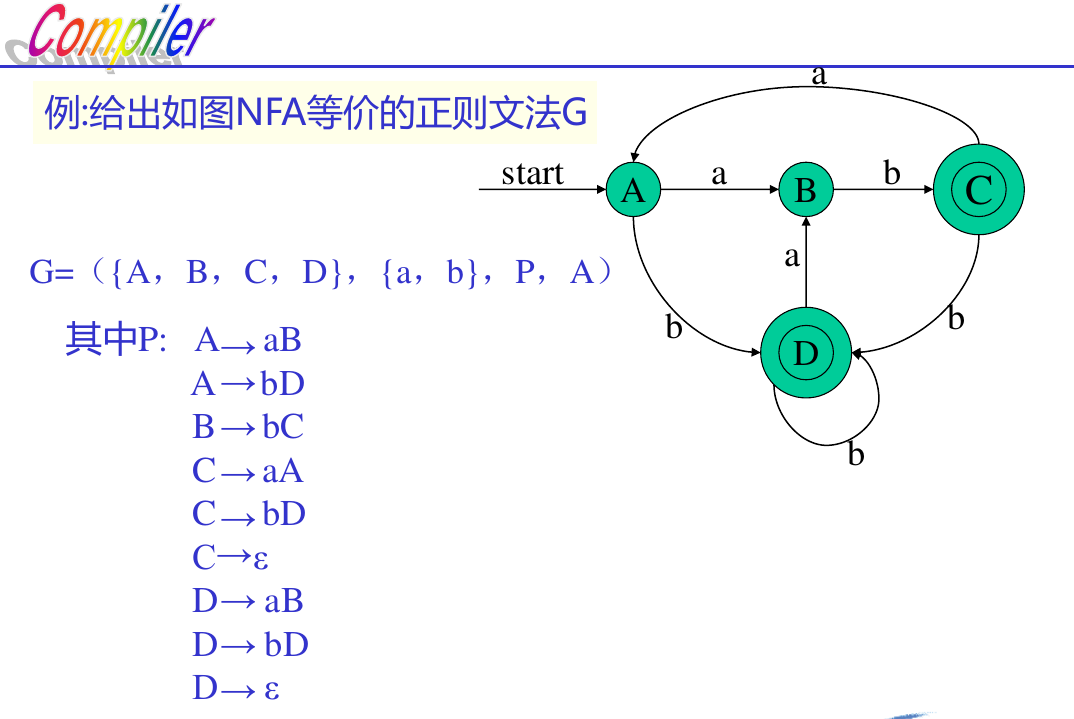 Compiler
例:给出如图NFA等价的正则文法G
a
start
A
a
B
b
C
a
G=（{A，B，C，D}，{a，b}，P，A）
b
b
D
b
其中P: A→aB
A→bD
B→bC
C→aA
C→bD
C→ε
D→aB
D→bD
D→ε